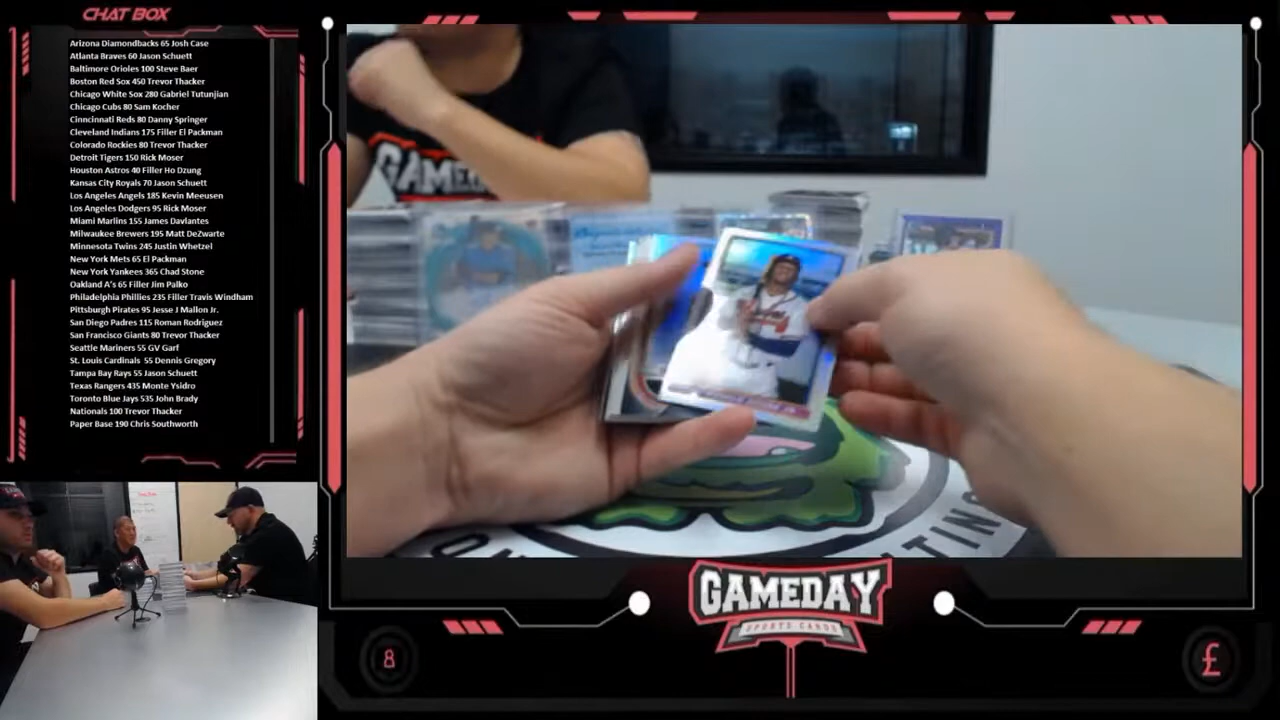 CHAT BOX
Arizona Diamondbacks 65 Josh Case
Atlanta Braves 60 Jason Schuett
Baltimore Orioles 100 Steve Baer
Boston Red Sox 450 Trevor Thacker
Chicago White Sox 280 Gabriel Tutunjian
Chicago Cubs 80 Sam Kocher
Cinncinnati Reds 80 Danny Springer
Cleveland Indians 175 Filler El Packman
Colorado Rockies 80 Trevor Thacker
Detroit Tigers 150 Rick Moser
Houston Astros 40 Filler Ho Dzung
Kansas City Royals 70 Jason Schuett
Los Angeles Angels 185 Kevin Meeusen
Los Angeles Dodgers 95 Rick Moser
Miami Marlins 155 James Davlantes
Milwaukee Brewers 195 Matt DeZwarte
Minnesota Twins 245 Justin Whetzel
New York Mets 65 El Packman
New York Yankees 365 Chad Stone
Oakland A's 65 Filler Jim Palko
Philadelphia Phillies 235 Filler Travis Windham
Pittsburgh Pirates 95 Jesse J Mallon Jr.
San Diego Padres 115 Roman Rodriguez
San Francisco Giants 80 Trevor Thacker
Seattle Mariners 55 GV Garf
St. Louis Cardinals 55 Dennis Gregory
Tampa Bay Rays 55 Jason Schuett
Texas Rangers 435 Monte Ysidro
Toronto Blue Jays 535 John Brady
Nationals 100 Trevor Thacker
Paper Base 190 Chris Southworth
GAMEDAY
SPORTS CARDS
8
£